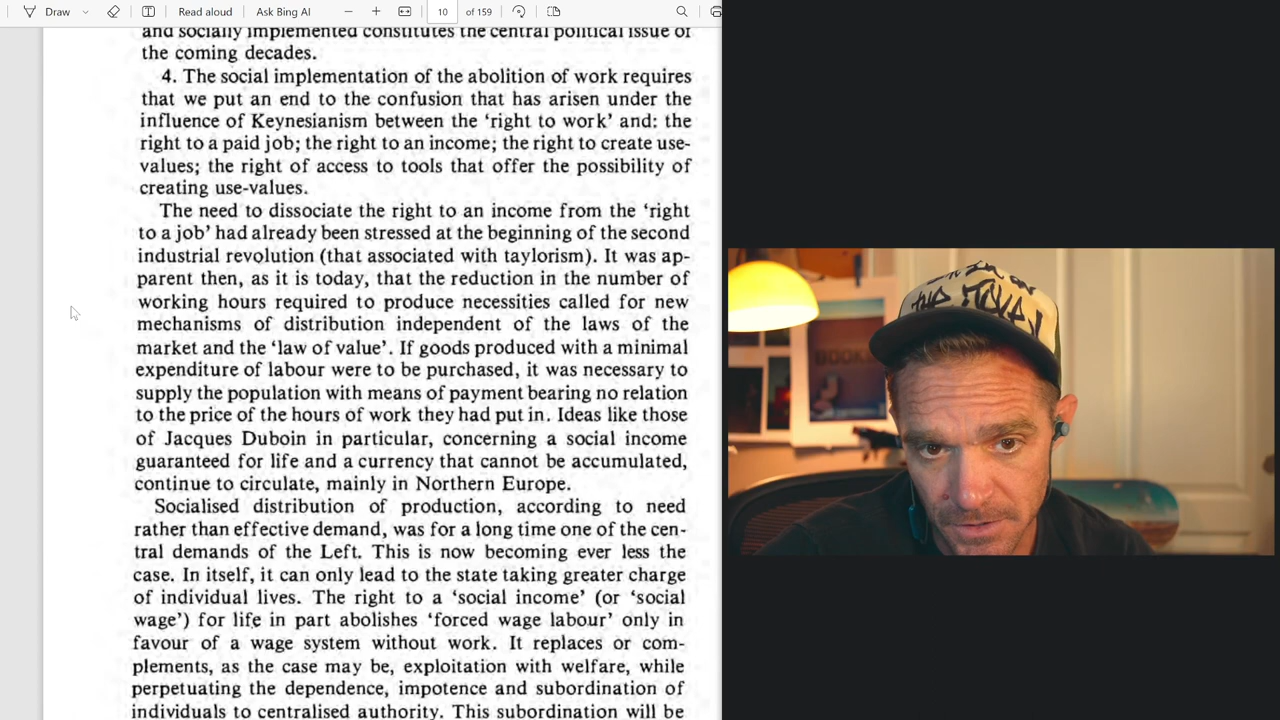 Draw
Read aloud
Ask Bing AI
10
of 159
and socially implemented constitutes the central political issue of
the coming decades.
4. The social implementation of the abolition of work requires
that we put an end to the confusion that has arisen under the
influence of Keynesianism between the ‘right to work’ and: the
right to a paid job; the right to an income; the right to create use-
values; the right of access to tools that offer the possibility of
creating use-values.
The need to dissociate the right to an income from the ‘right
to a job’ had already been stressed at the beginning of the second
industrial revolution (that associated with taylorism). It was ap-
parent then, as it is today, that the reduction in the number of
working hours required to produce necessities called for new
mechanisms of distribution independent of the laws of the
market and the ‘law of value’. If goods produced with a minimal
expenditure of labour were to be purchased, it was necessary to
supply the population with means of payment bearing no relation
to the price of the hours of work they had put in. Ideas like those
of Jacques Duboin in particular, concerning a social income
guaranteed for life and a currency that cannot be accumulated,
continue to circulate, mainly in Northern Europe.
Socialised distribution of production, according to need
rather than effective demand, was for a long time one of the cen-
tral demands of the Left. This is now becoming ever less the
case. In itself, it can only lead to the state taking greater charge
of individual lives. The right to a ‘social income’ (or ‘social
wage’) for life in part abolishes ‘forced wage labour’ only in
favour of a wage system without work. It replaces or com-
plements, as the case may be, exploitation with welfare, while
perpetuating the dependence, impotence and subordination of
individuals to centralised authority. This subordination will be
THE MOVE